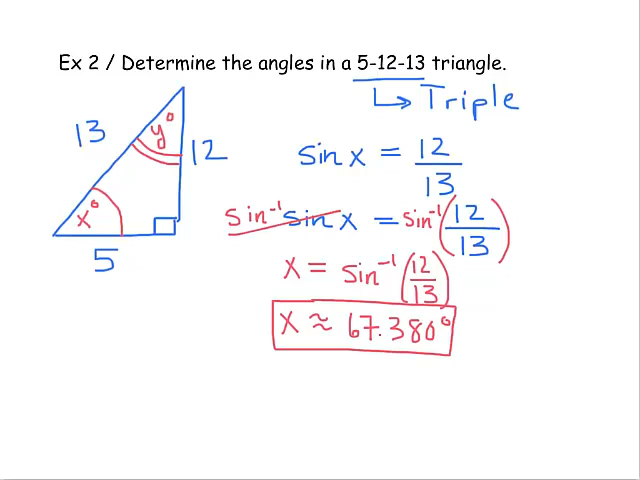 Ex 2 / Determine the angles in a 5-12-13 triangle.
↳ Triple
13
y°
12
x°
5
sin x = 12/13
sin⁻¹ sin x = sin⁻¹(12/13)
x = sin⁻¹(12/13)
x ≈ 67.380°